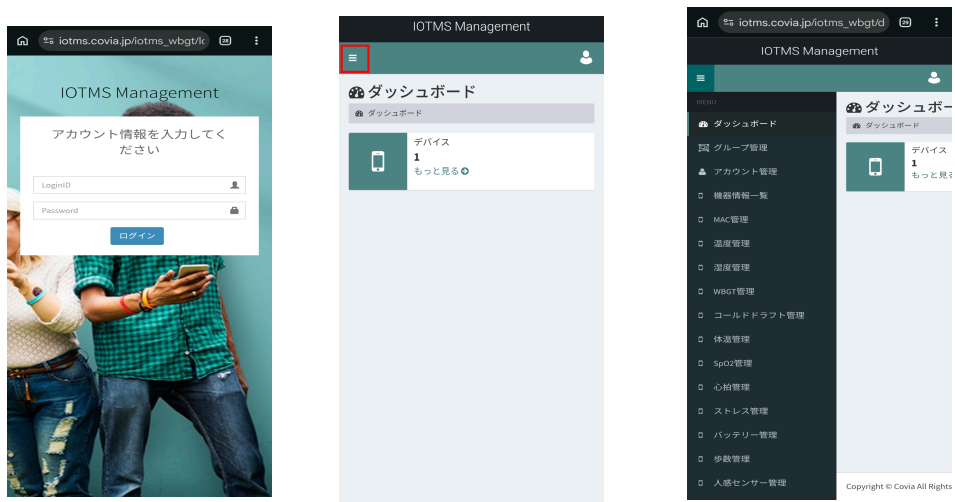 iotms.covia.jp/iotms_wbgt/lc
28
IOTMS Management
アカウント情報を入力してく
ださい
LoginID
Password
ログイン
IOTMS Management
ダッシュボード
ダッシュボード
デバイス
1
もっと見る
iotms.covia.jp/iotms_wbgt/d
29
IOTMS Management
MENU
ダッシュボード
グループ管理
アカウント管理
機器情報一覧
MAC管理
温度管理
湿度管理
WBGT管理
コールドドラフト管理
体温管理
SpO2管理
心拍管理
ストレス管理
バッテリー管理
歩数管理
人感センサー管理
ダッシュボー
ダッシュボード
デバイス
1
もっと見る
Copyright © Covia All Rights